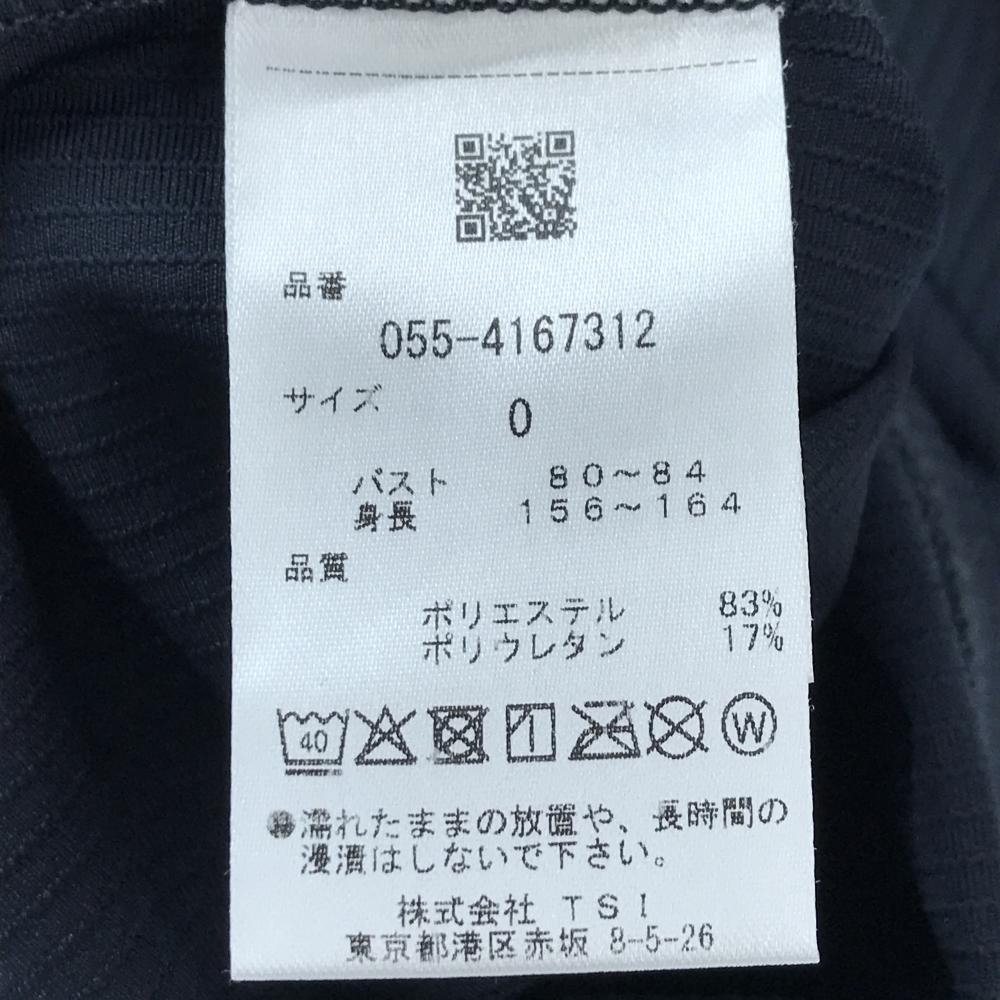 品番
055-4167312
サイズ
0
バスト 80～84
身長 156～164
品質
ポリエステル 83%
ポリウレタン 17%
40 W
●濡れたままの放置や、長時間の
浸漬はしないで下さい。
株式会社 TSI
東京都港区赤坂 8-5-26